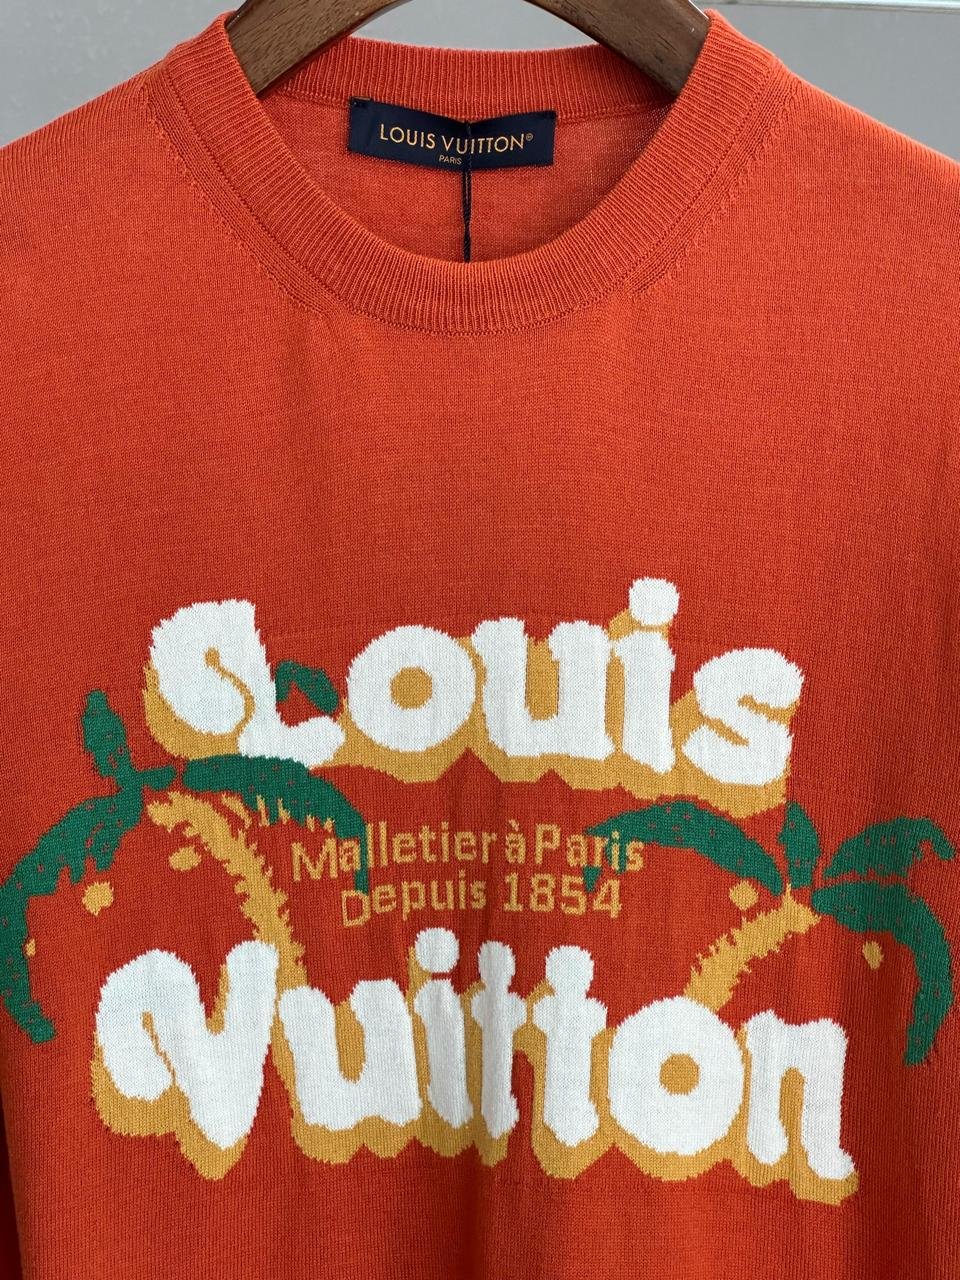 LOUIS VUITTON®
PARIS
Louis
Malletier à Paris
Depuis 1854
Vuitton